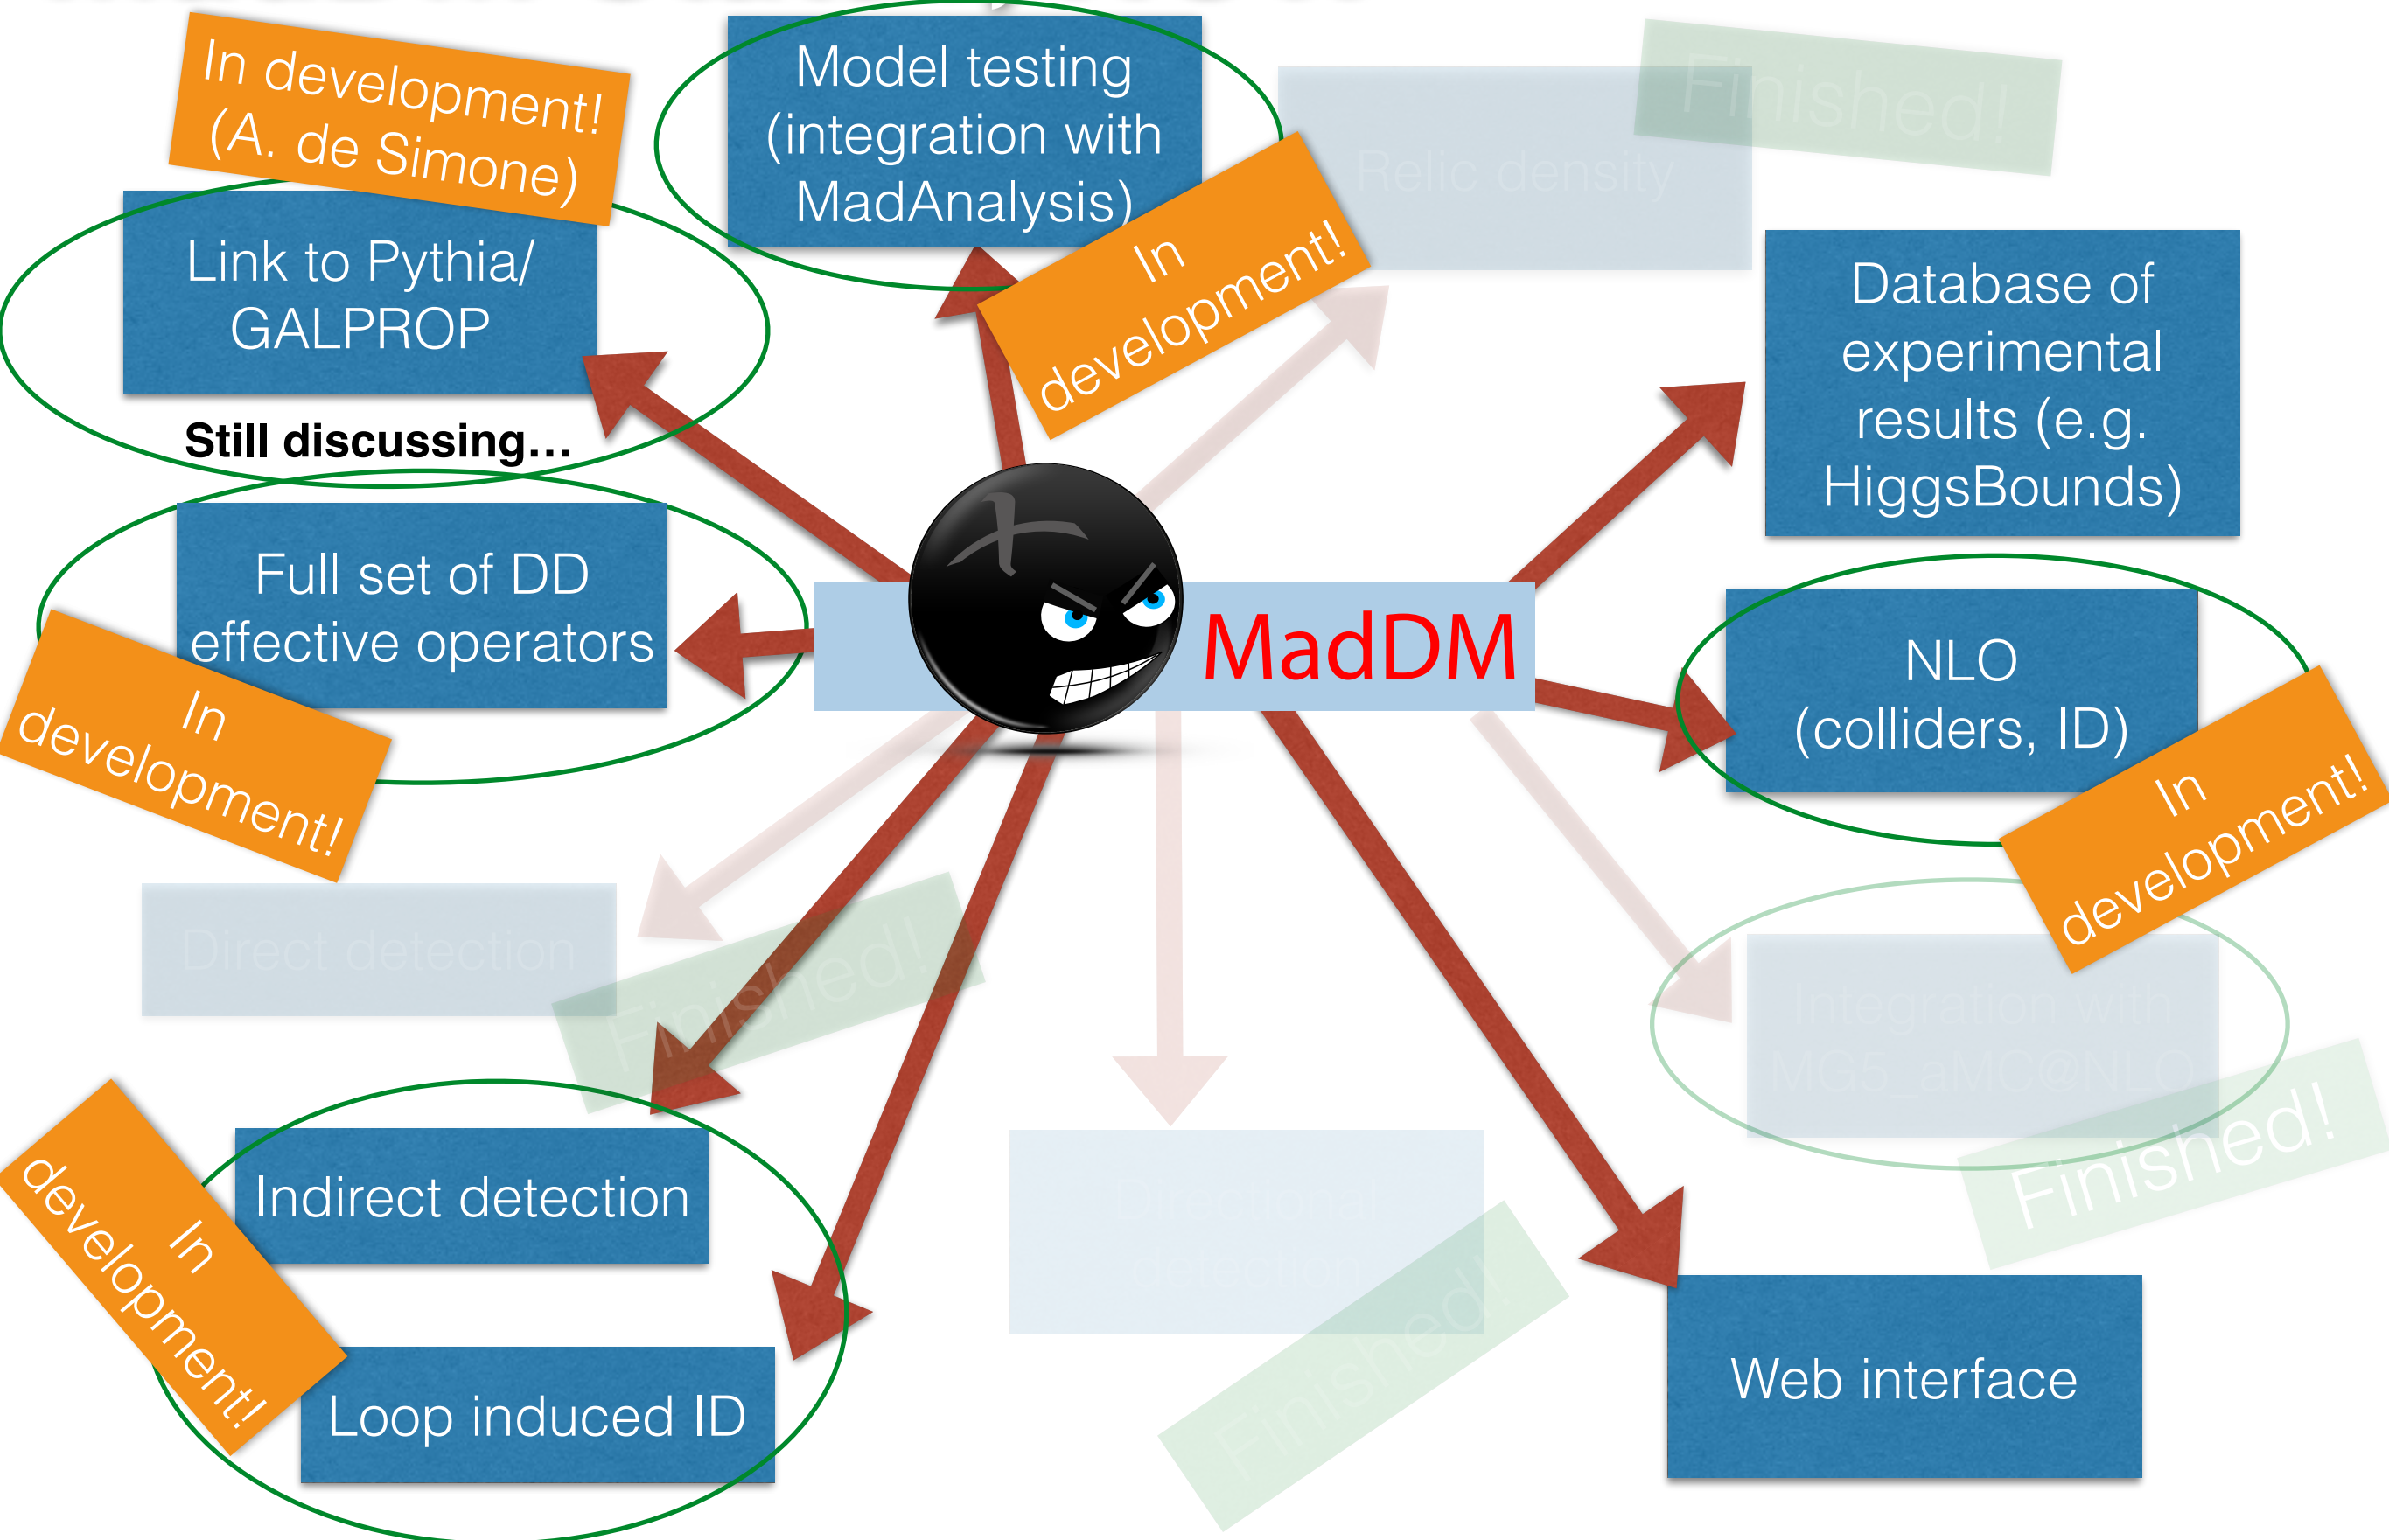 In development!
(A. de Simone)
Model testing
(integration with
MadAnalysis)
In
development!
Relic density
Finished!
Link to Pythia/
GALPROP
Still discussing…
Database of
experimental
results (e.g.
HiggsBounds)
Full set of DD
effective operators
In
development!
MadDM
NLO
(colliders, ID)
In
development!
Direct detection
Finished!
Integration with
MG5_aMC@NLO
Finished!
Indirect detection
In
development!
Loop induced ID
Finished!
Web interface